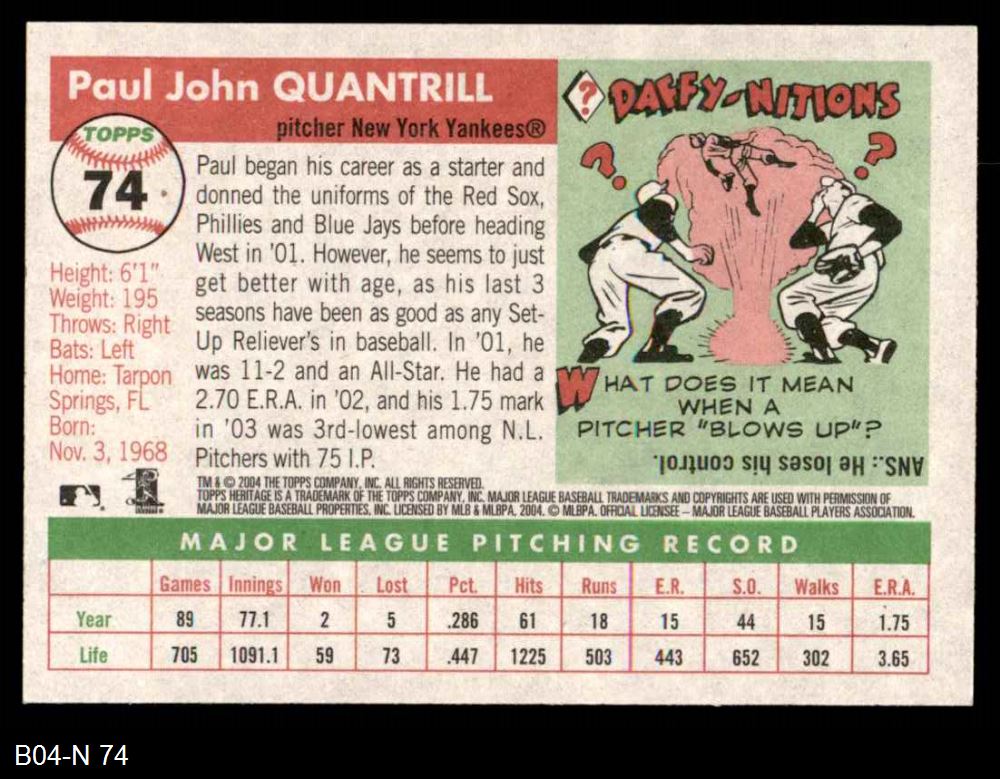 Paul John QUANTRILL
pitcher New York Yankees®
TOPPS
74
Height: 6'1"
Weight: 195
Throws: Right
Bats: Left
Home: Tarpon
Springs, FL
Born:
Nov. 3, 1968
Paul began his career as a starter and
donned the uniforms of the Red Sox,
Phillies and Blue Jays before heading
West in '01. However, he seems to just
get better with age, as his last 3
seasons have been as good as any Set-
Up Reliever's in baseball. In '01, he
was 11-2 and an All-Star. He had a
2.70 E.R.A. in '02, and his 1.75 mark
in '03 was 3rd-lowest among N.L.
Pitchers with 75 I.P.
? DAFFY-NITIONS
? ?
WHAT DOES IT MEAN
WHEN A
PITCHER "BLOWS UP"?
ANS.: He loses his control.
TM & © 2004 THE TOPPS COMPANY, INC. ALL RIGHTS RESERVED.
TOPPS HERITAGE IS A TRADEMARK OF THE TOPPS COMPANY, INC. MAJOR LEAGUE BASEBALL TRADEMARKS AND COPYRIGHTS ARE USED WITH PERMISSION OF
MAJOR LEAGUE BASEBALL PROPERTIES, INC. LICENSED BY MLB & MLBPA, 2004. © MLBPA. OFFICIAL LICENSEE – MAJOR LEAGUE BASEBALL PLAYERS ASSOCIATION.
MAJOR LEAGUE PITCHING RECORD
Games Innings Won Lost Pct. Hits Runs E.R. S.O. Walks E.R.A.
Year 89 77.1 2 5 .286 61 18 15 44 15 1.75
Life 705 1091.1 59 73 .447 1225 503 443 652 302 3.65
B04-N 74